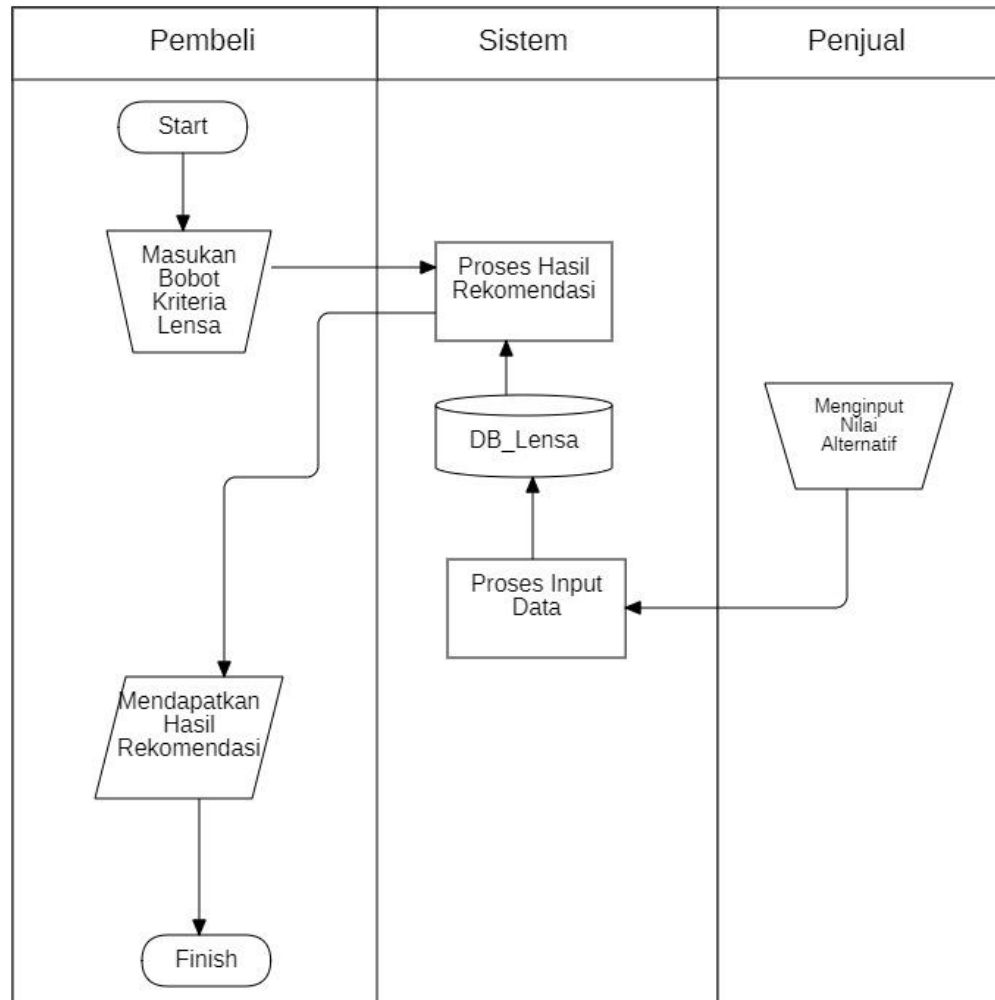 Pembeli
Sistem
Penjual
Start
Masukan
Bobot
Kriteria
Lensa
Proses Hasil
Rekomendasi
DB_Lensa
Menginput
Nilai
Alternatif
Proses Input
Data
Mendapatkan
Hasil
Rekomendasi
Finish